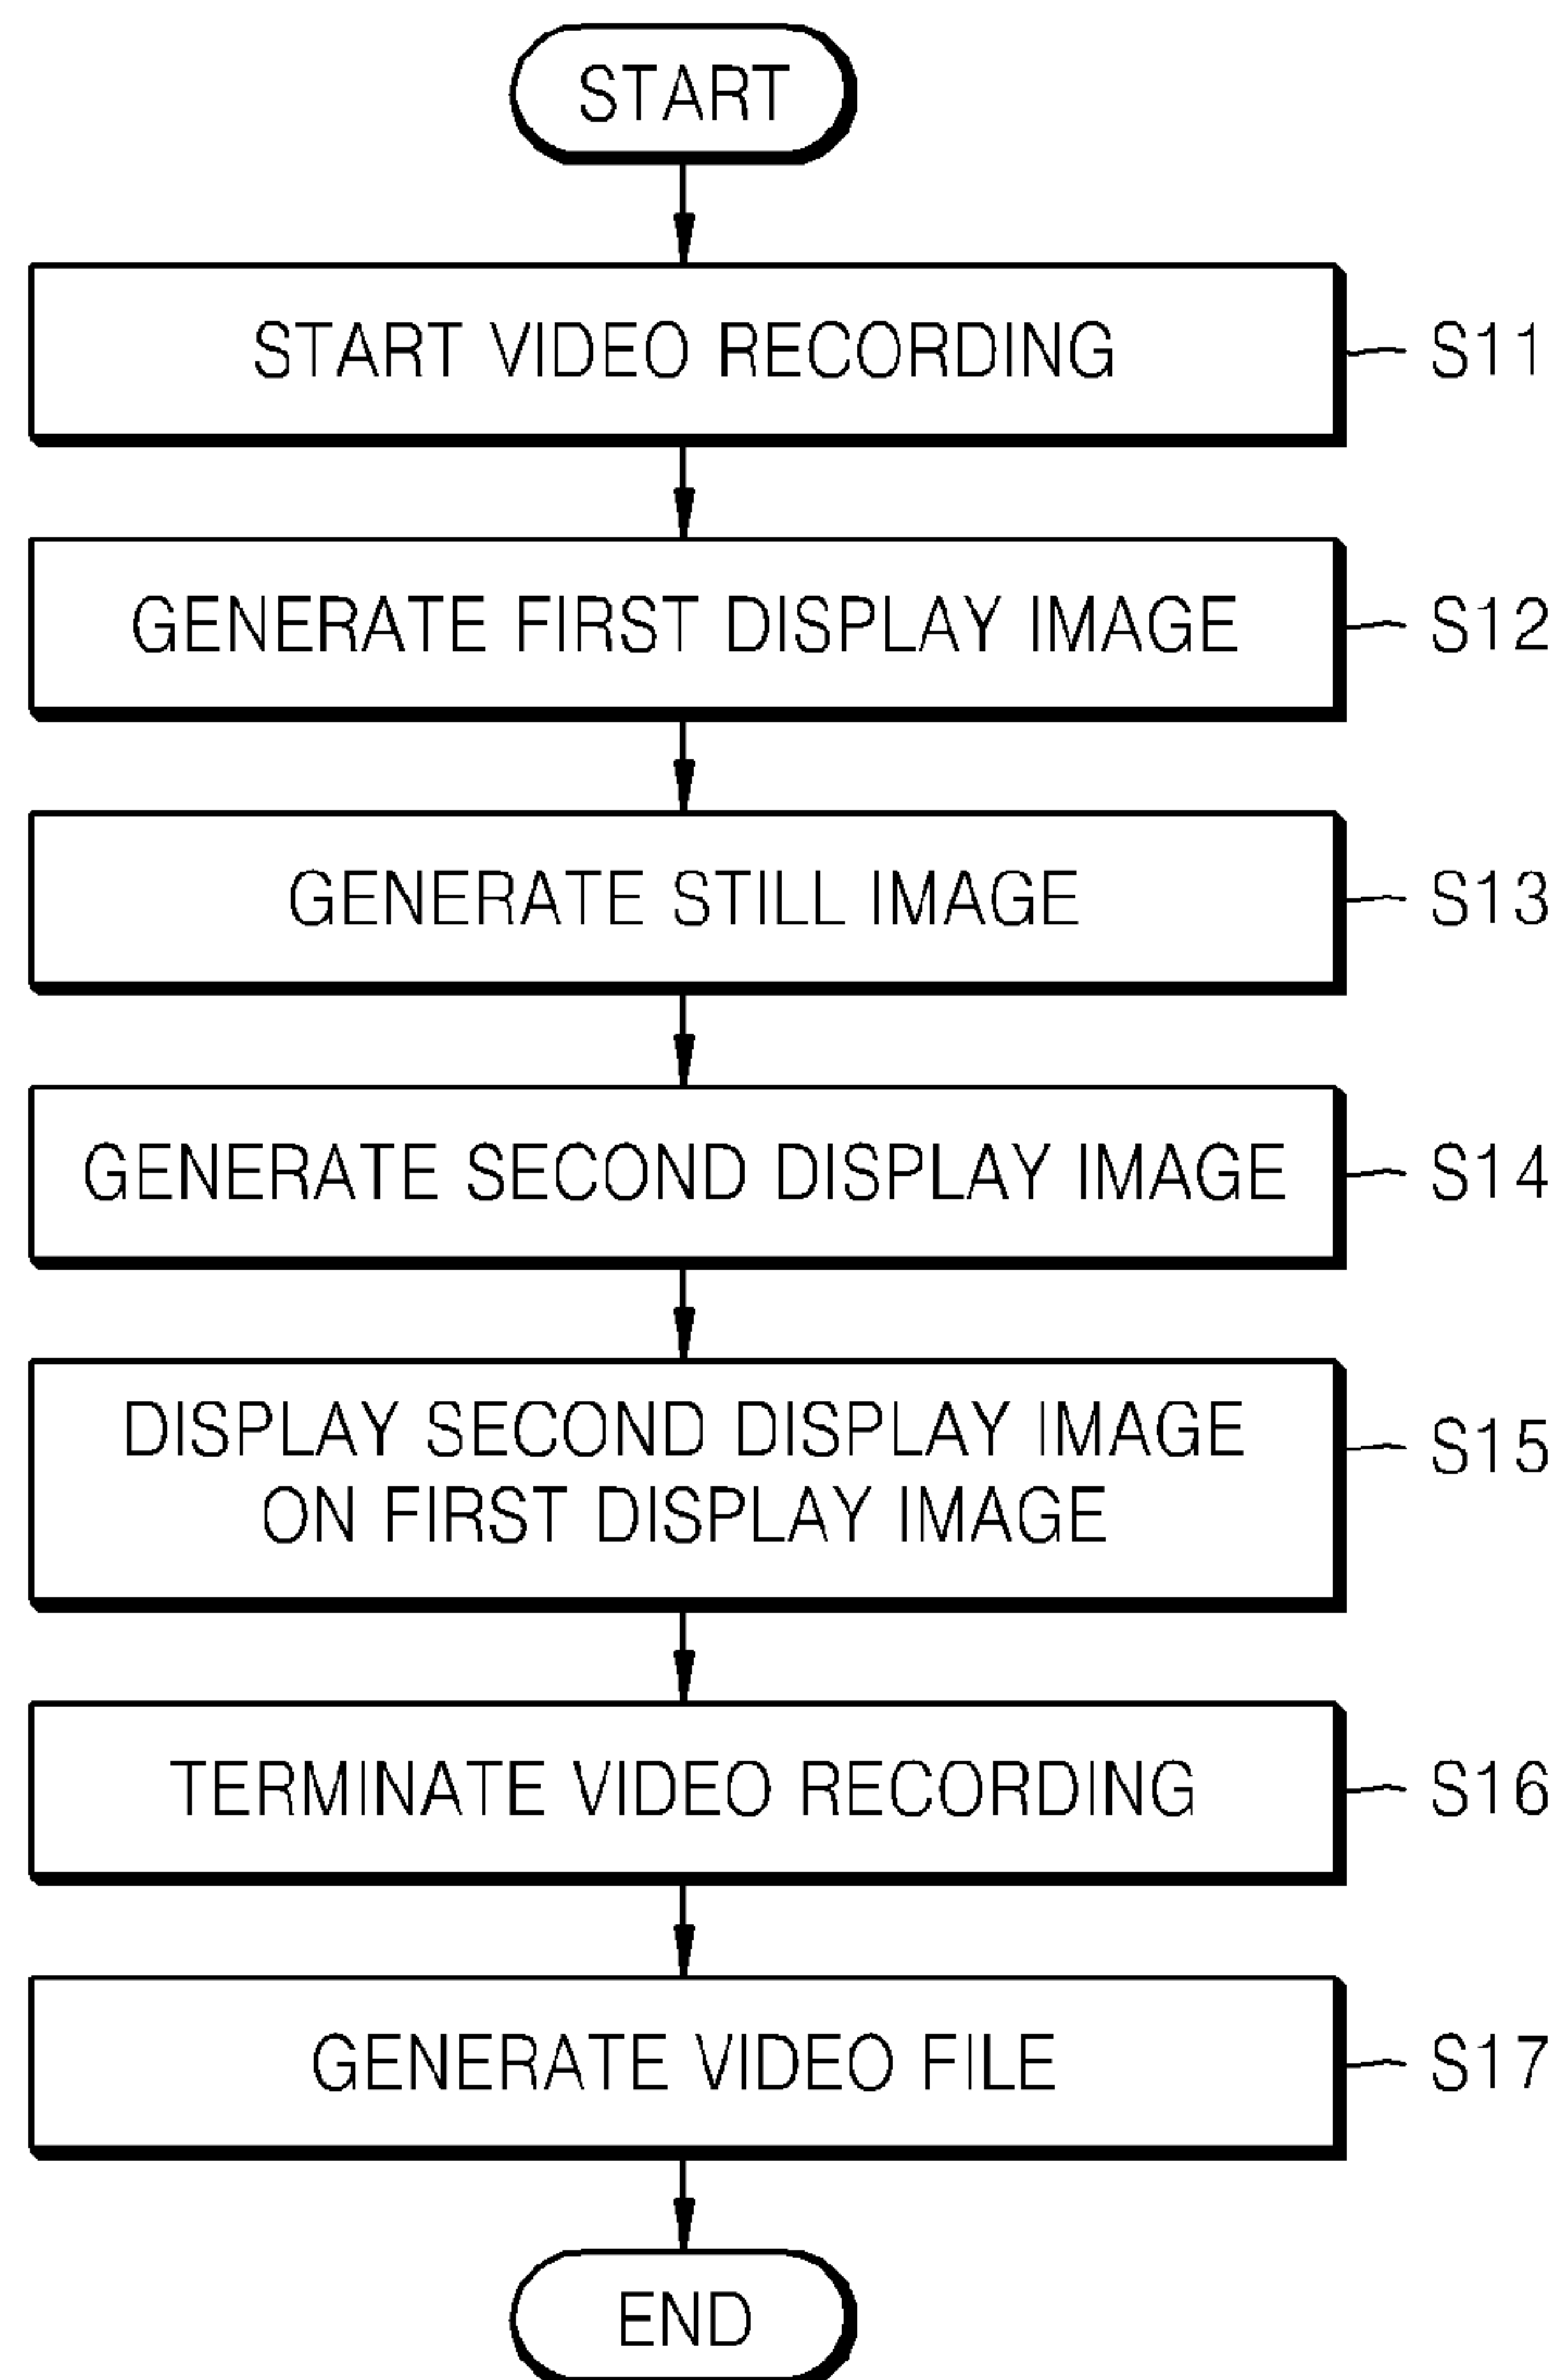 START
START VIDEO RECORDING
S11
GENERATE FIRST DISPLAY IMAGE
S12
GENERATE STILL IMAGE
S13
GENERATE SECOND DISPLAY IMAGE
S14
DISPLAY SECOND DISPLAY IMAGE
ON FIRST DISPLAY IMAGE
S15
TERMINATE VIDEO RECORDING
S16
GENERATE VIDEO FILE
S17
END